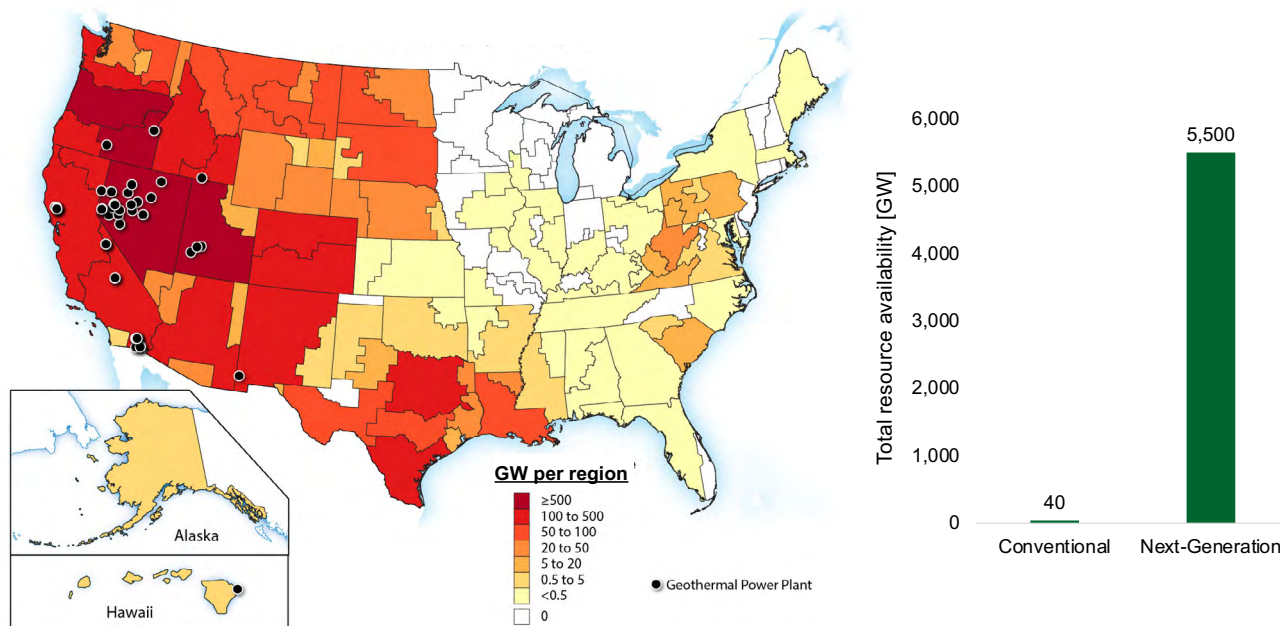 Alaska
Hawaii
GW per region
≥500
100 to 500
50 to 100
20 to 50
5 to 20
0.5 to 5
<0.5
0
Geothermal Power Plant
Total resource availability [GW]
6,000
5,000
4,000
3,000
2,000
1,000
0
40
5,500
Conventional
Next-Generation